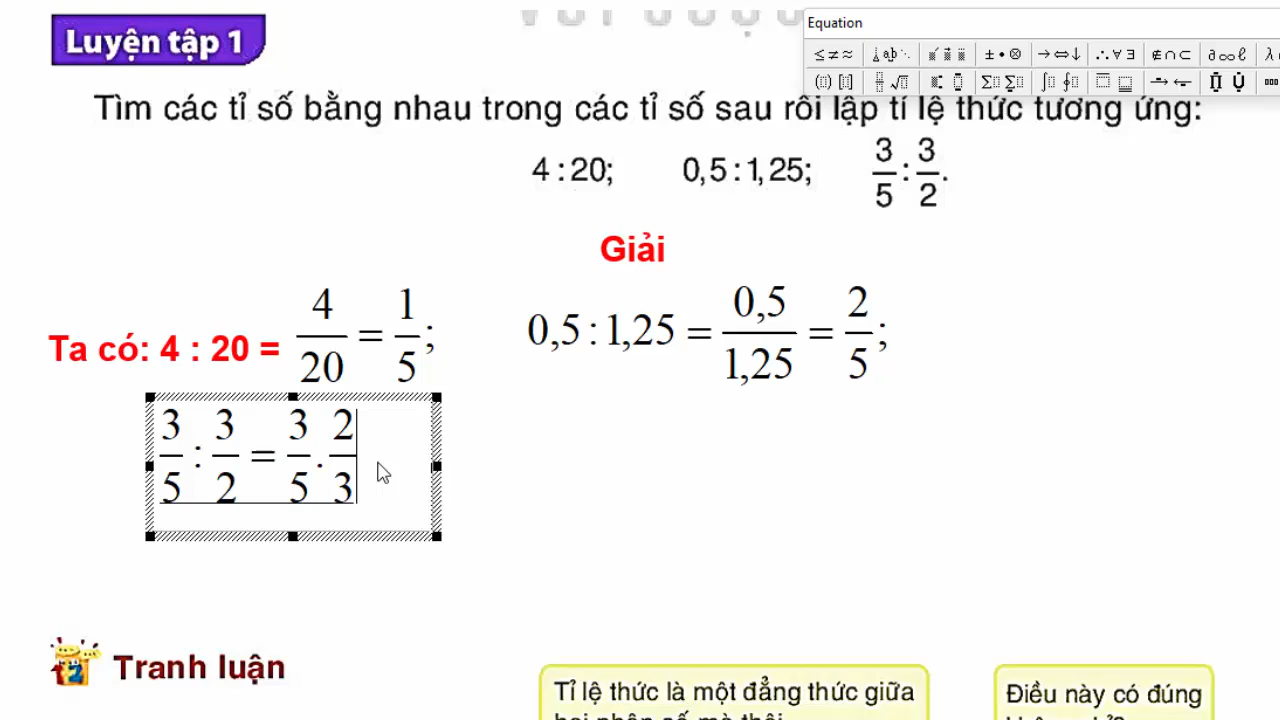 Equation
Luyện tập 1
Tìm các tỉ số bằng nhau trong các tỉ số sau rồi lập tỉ lệ thức tương ứng:
4 : 20; 0,5 : 1,25; 3/5 : 3/2.
Giải
Ta có: 4 : 20 = 4/20 = 1/5; 0,5 : 1,25 = 0,5/1,25 = 2/5;
3/5 : 3/2 = 3/5 . 2/3
Tranh luận
Tỉ lệ thức là một đẳng thức giữa
Điều này có đúng